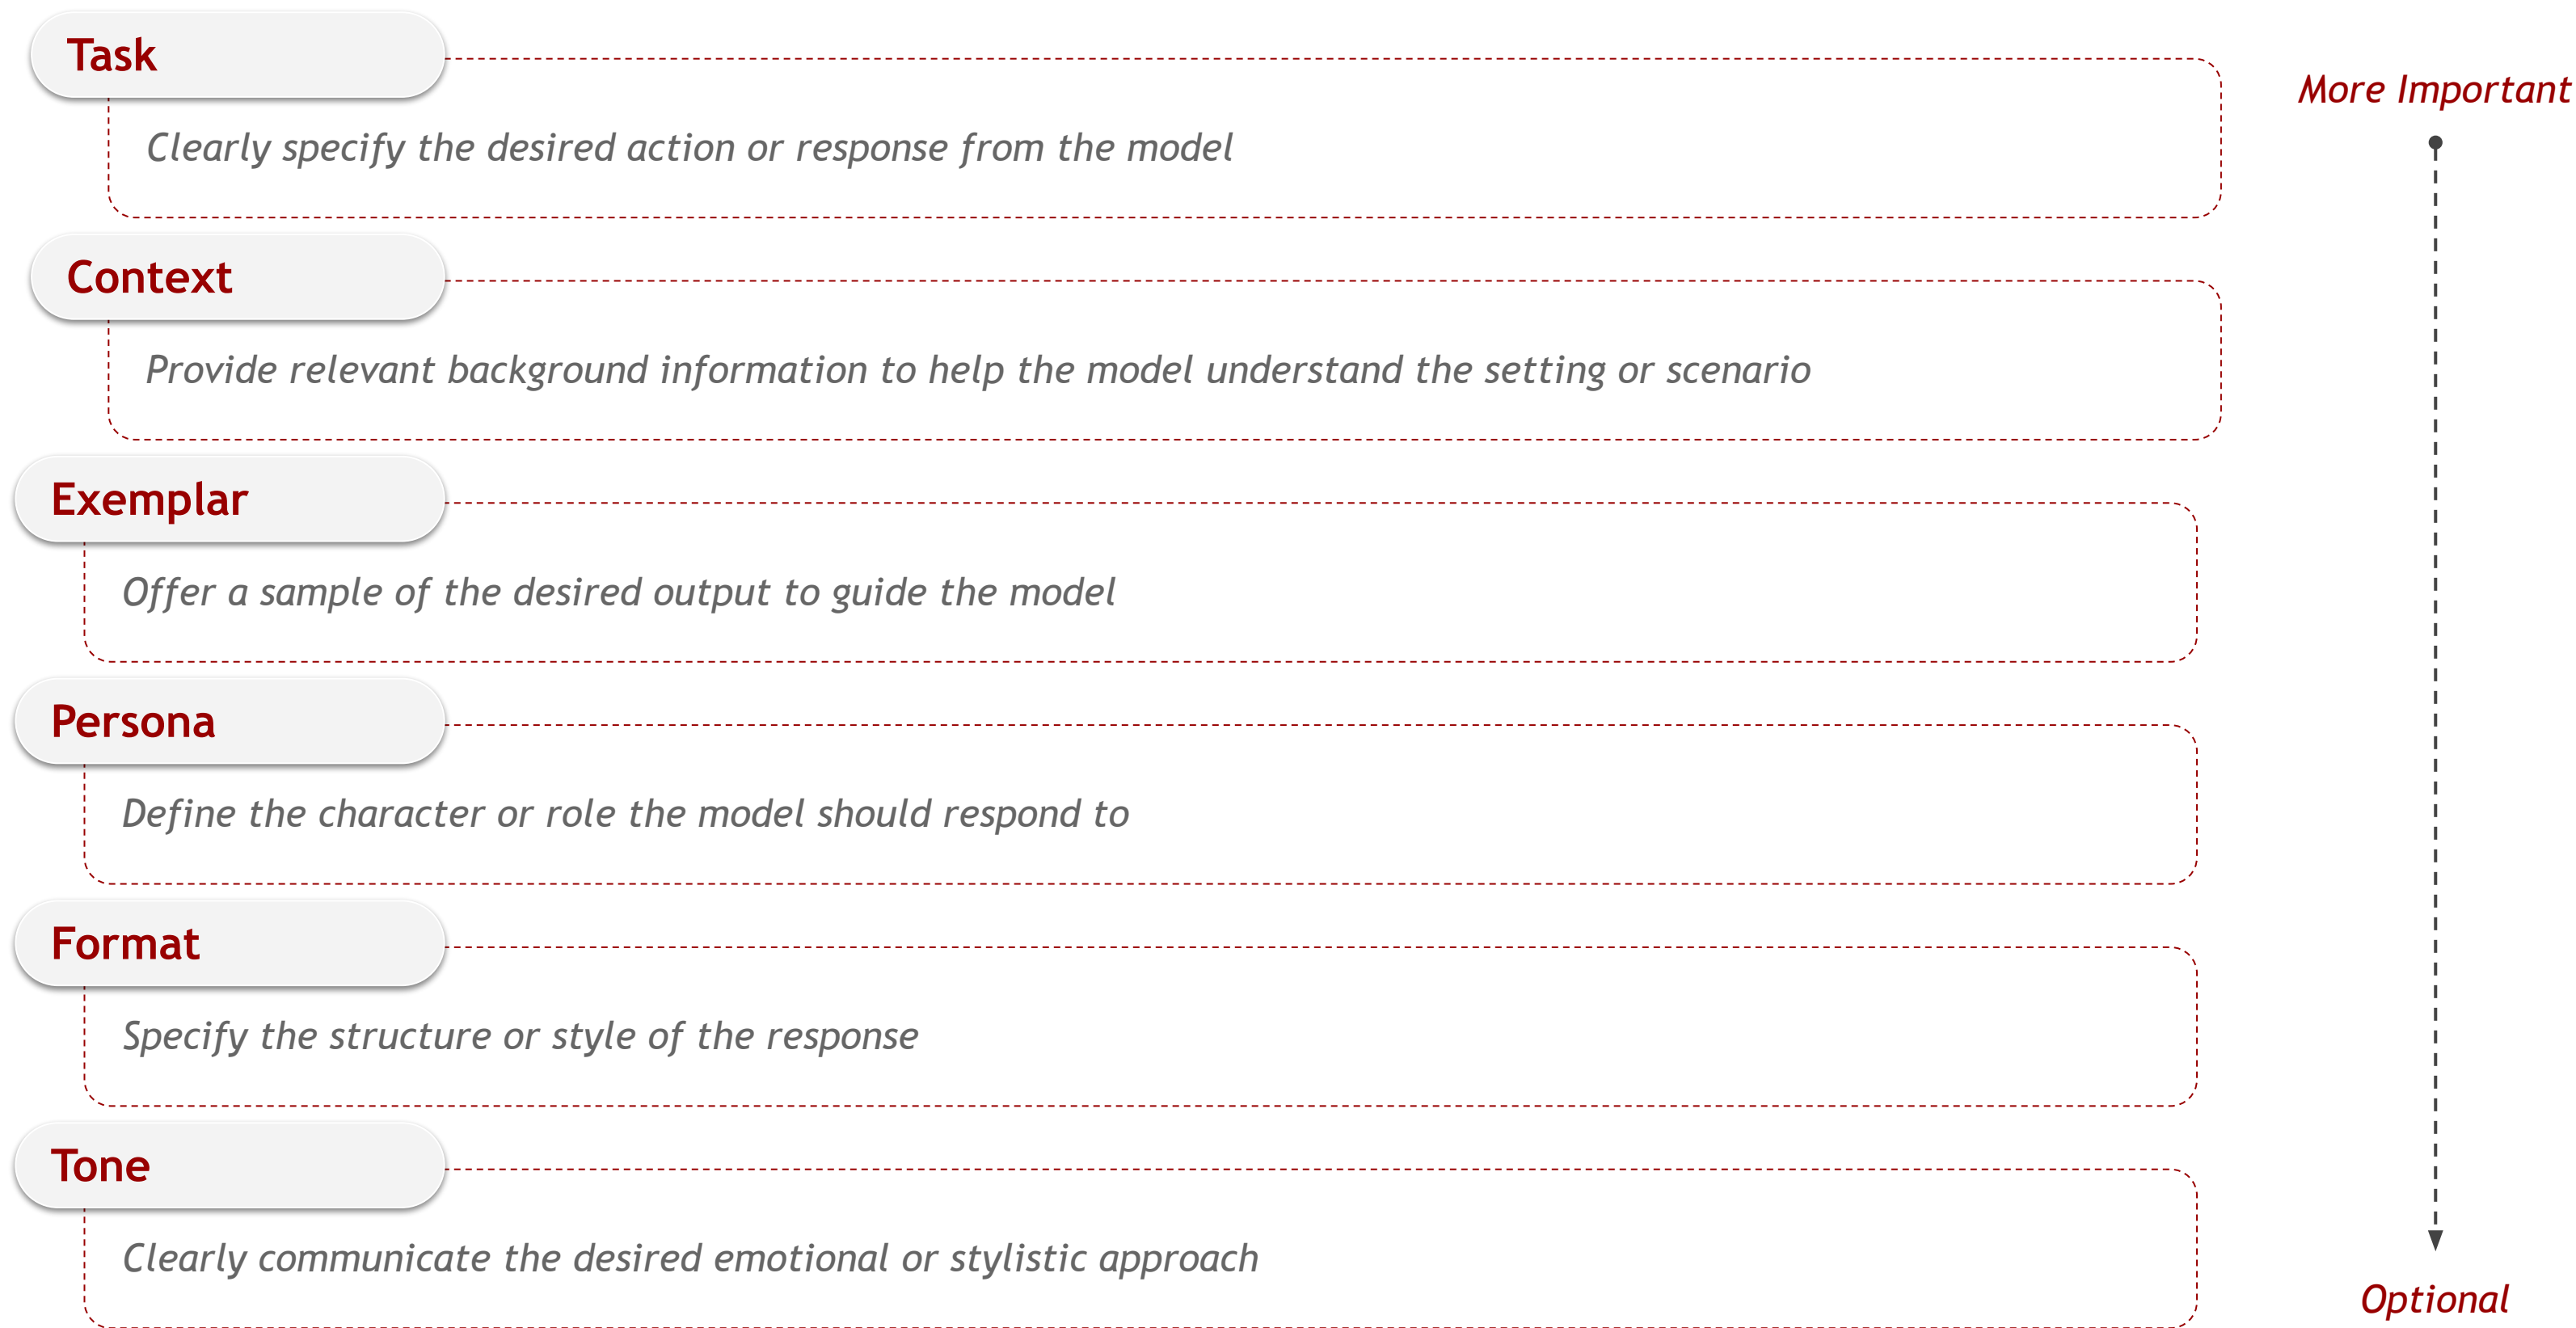 Task
More Important
Clearly specify the desired action or response from the model
Context
Provide relevant background information to help the model understand the setting or scenario
Exemplar
Offer a sample of the desired output to guide the model
Persona
Define the character or role the model should respond to
Format
Specify the structure or style of the response
Tone
Clearly communicate the desired emotional or stylistic approach
Optional